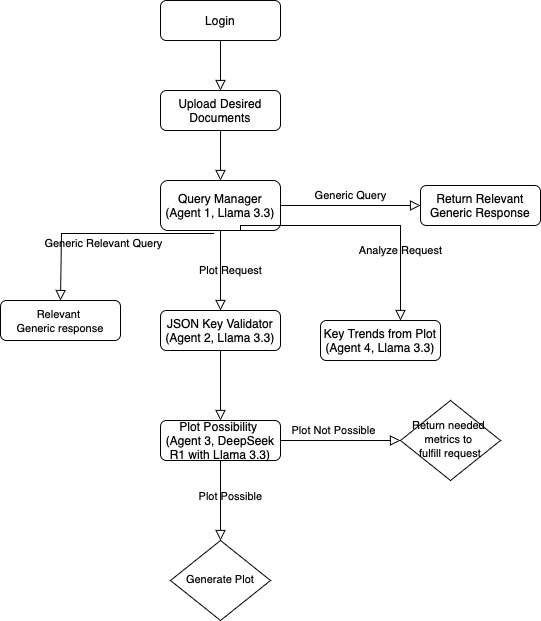 Login
Upload Desired
Documents
Query Manager
(Agent 1, Llama 3.3)
Generic Query
Return Relevant
Generic Response
Generic Relevant Query
Plot Request
Analyze Request
Relevant
Generic response
JSON Key Validator
(Agent 2, Llama 3.3)
Key Trends from Plot
(Agent 4, Llama 3.3)
Plot Possibility
(Agent 3, DeepSeek
R1 with Llama 3.3)
Plot Not Possible
Return needed
metrics to
fulfill request
Plot Possible
Generate Plot